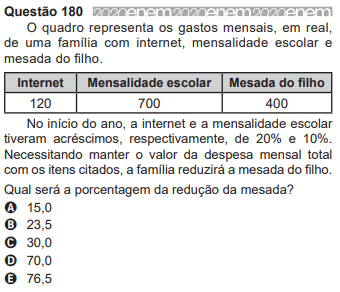 Questão 180 2020enem2020enem2020enem
O quadro representa os gastos mensais, em real,
de uma família com internet, mensalidade escolar e
mesada do filho.
Internet Mensalidade escolar Mesada do filho
120 700 400
No início do ano, a internet e a mensalidade escolar
tiveram acréscimos, respectivamente, de 20% e 10%.
Necessitando manter o valor da despesa mensal total
com os itens citados, a família reduzirá a mesada do filho.
Qual será a porcentagem da redução da mesada?
A 15,0
B 23,5
C 30,0
D 70,0
E 76,5